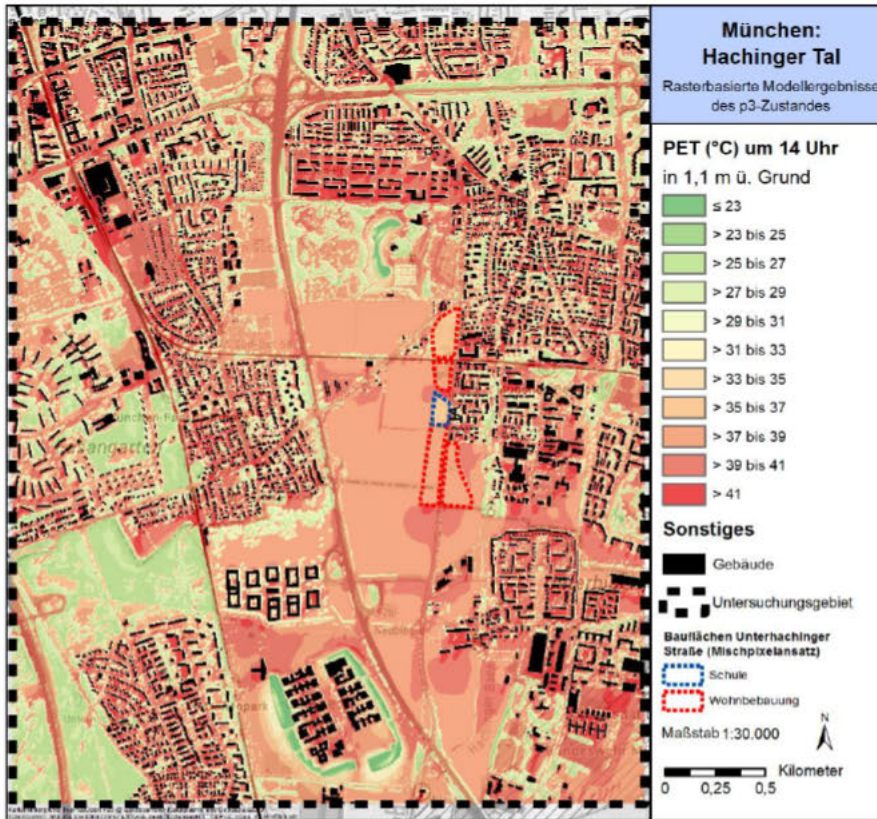 München:
Hachinger Tal
Rasterbasierte Modellergebnisse
des p3-Zustandes
PET (°C) um 14 Uhr
in 1,1 m ü. Grund
≤ 23
> 23 bis 25
> 25 bis 27
> 27 bis 29
> 29 bis 31
> 31 bis 33
> 33 bis 35
> 35 bis 37
> 37 bis 39
> 39 bis 41
> 41
Sonstiges
Gebäude
Untersuchungsgebiet
Bauflächen Unterhachinger
Straße (Mischpixelansatz)
Schule
Wohnbebauung
Maßstab 1:30.000
N
Kilometer
0 0,25 0,5